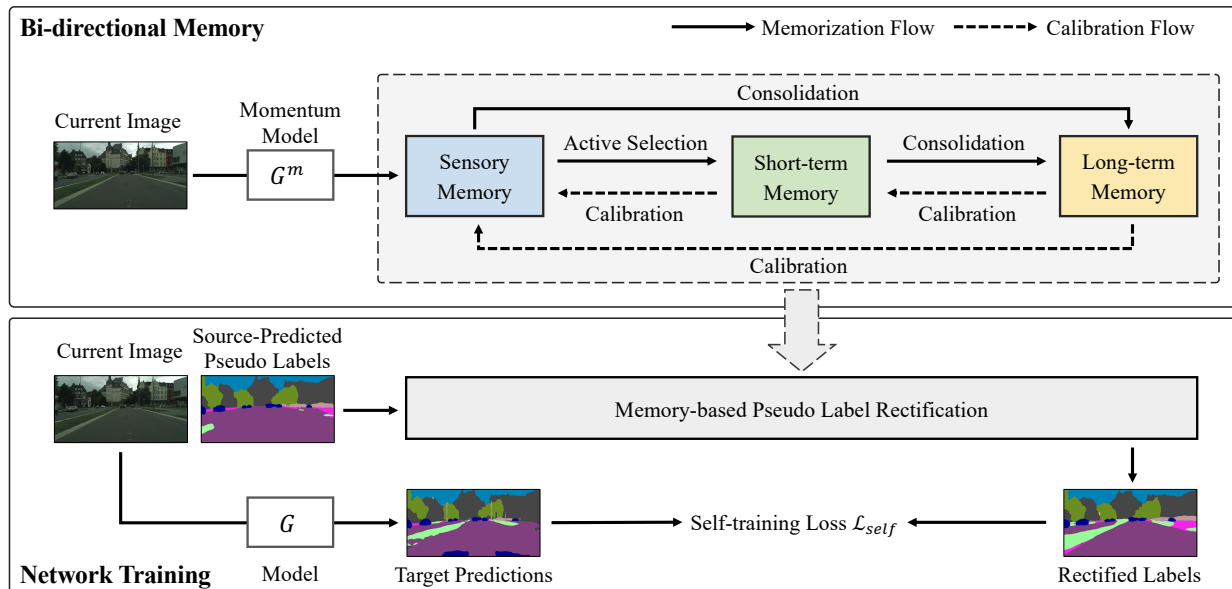 Bi-directional Memory
Memorization Flow
Calibration Flow
Consolidation
Current Image
Momentum
Model
G^m
Sensory
Memory
Active Selection
Calibration
Short-term
Memory
Consolidation
Calibration
Long-term
Memory
Calibration
Current Image
Source-Predicted
Pseudo Labels
Memory-based Pseudo Label Rectification
G
Model
Target Predictions
Self-training Loss ℒ_self
Rectified Labels
Network Training